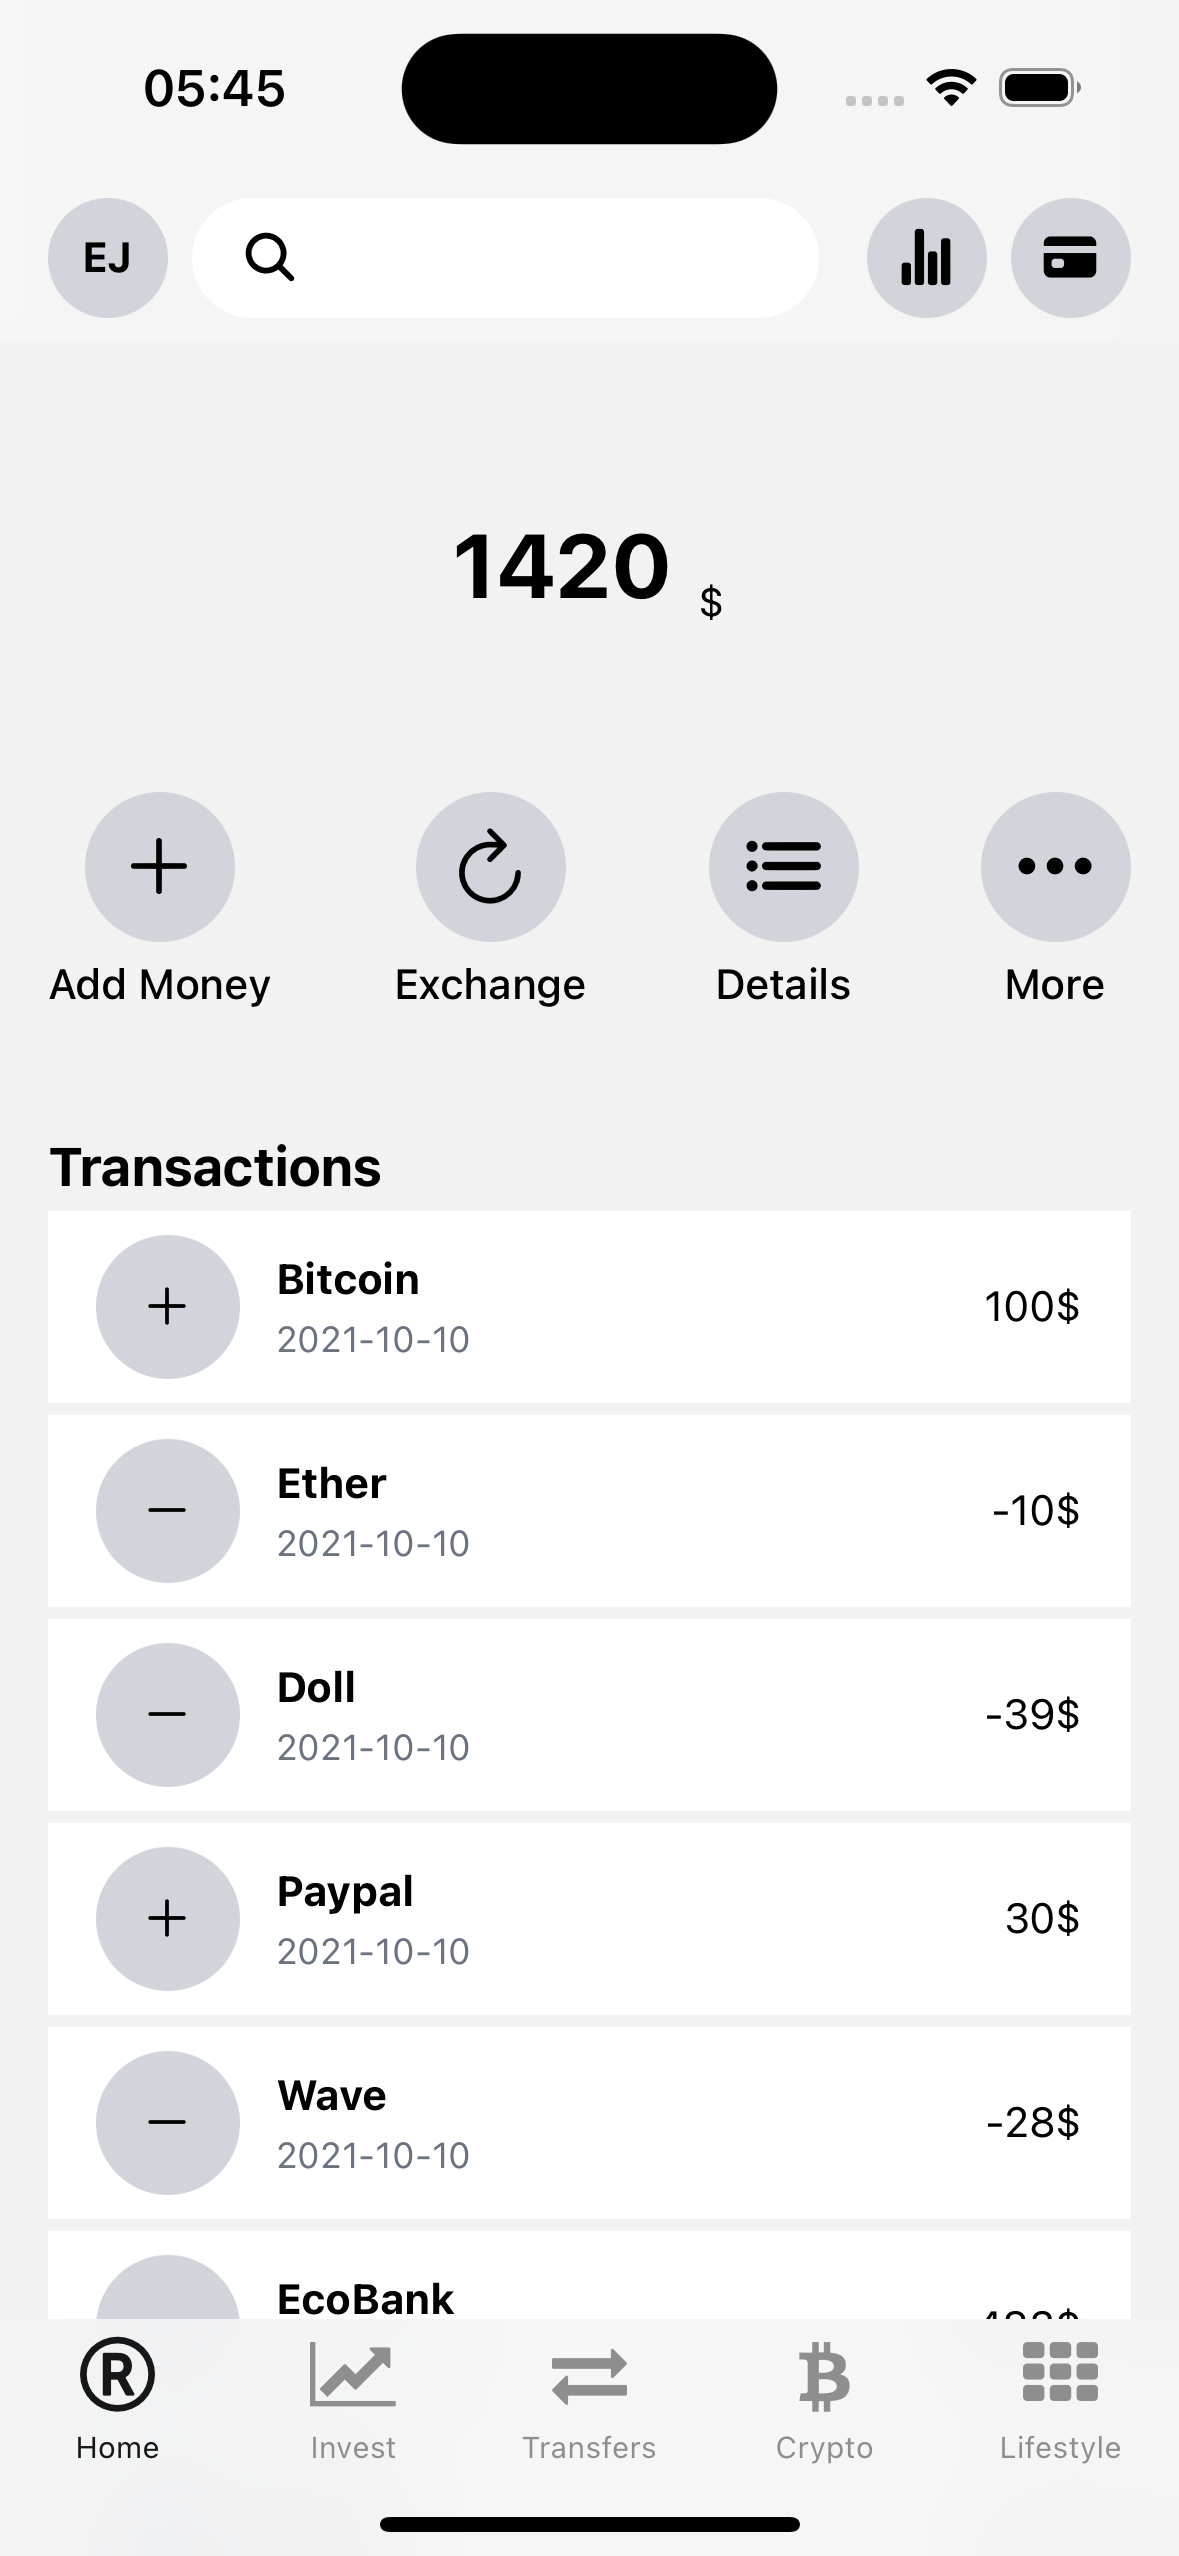 05:45
EJ
1420 $
Add Money Exchange Details More
Transactions
Bitcoin
2021-10-10
100$
Ether
2021-10-10
-10$
Doll
2021-10-10
-39$
Paypal
2021-10-10
30$
Wave
2021-10-10
-28$
EcoBank
Home Invest Transfers Crypto Lifestyle